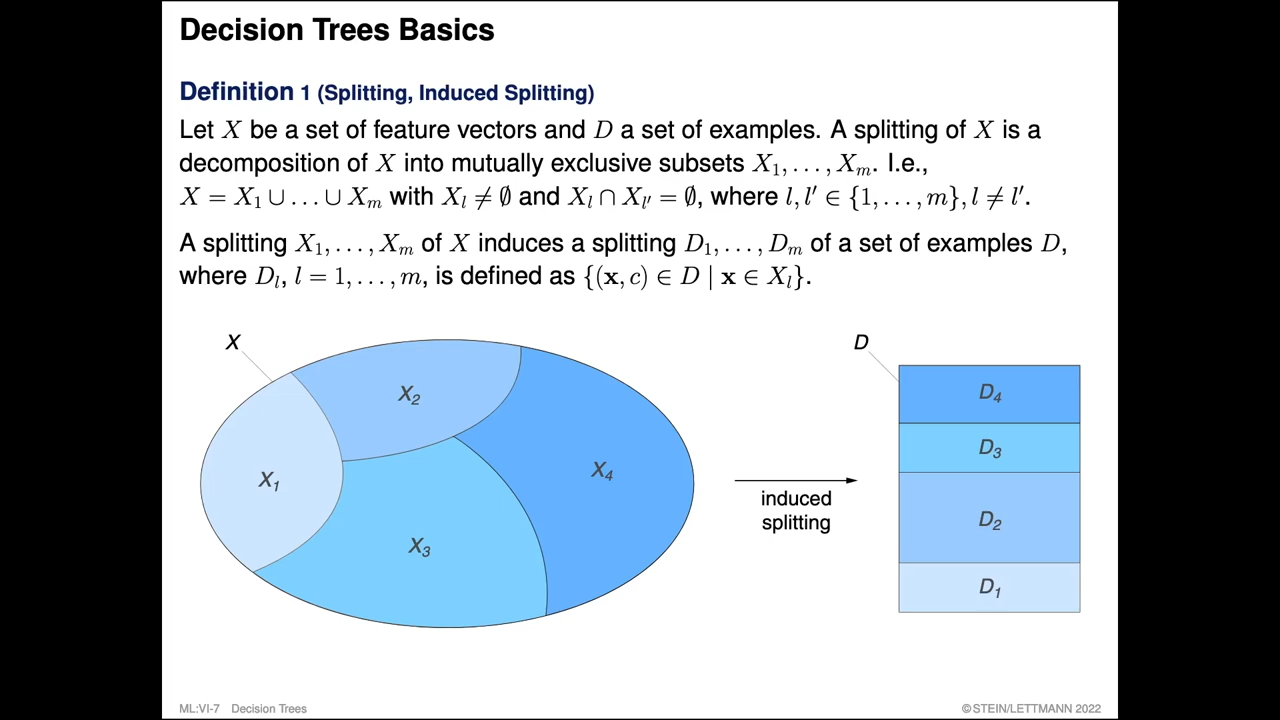 Decision Trees Basics
Definition 1 (Splitting, Induced Splitting)
Let X be a set of feature vectors and D a set of examples. A splitting of X is a
decomposition of X into mutually exclusive subsets X₁, . . . , Xₘ. I.e.,
X = X₁ ∪ . . . ∪ Xₘ with Xₗ ≠ ∅ and Xₗ ∩ Xₗ′ = ∅, where l, l′ ∈ {1, . . . , m}, l ≠ l′.
A splitting X₁, . . . , Xₘ of X induces a splitting D₁, . . . , Dₘ of a set of examples D,
where Dₗ, l = 1, . . . , m, is defined as {(x, c) ∈ D | x ∈ Xₗ}.
X
X₁
X₂
X₃
X₄
induced
splitting
D
D₄
D₃
D₂
D₁
ML:VI-7 Decision Trees
©STEIN/LETTMANN 2022